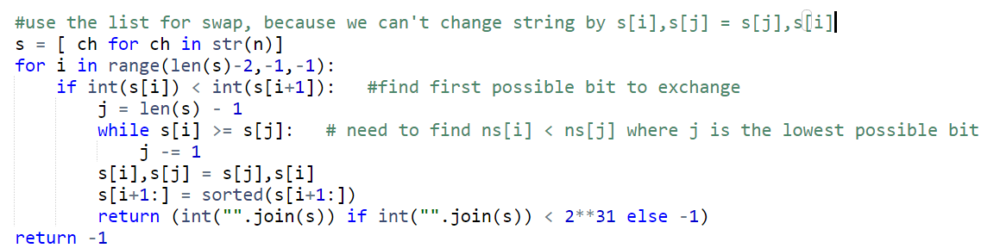 #use the list for swap, because we can't change string by s[i],s[j] = s[j],s[i]
s = [ ch for ch in str(n)]
for i in range(len(s)-2,-1,-1):
    if int(s[i]) < int(s[i+1]):   #find first possible bit to exchange
        j = len(s) - 1
        while s[i] >= s[j]:   # need to find ns[i] < ns[j] where j is the lowest possible bit
            j -= 1
        s[i],s[j] = s[j],s[i]
        s[i+1:] = sorted(s[i+1:])
        return (int("".join(s)) if int("".join(s)) < 2**31 else -1)
return -1